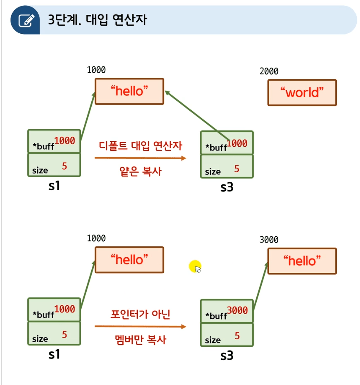 3단계. 대입 연산자
1000
2000
"hello"
"world"
*buff 1000
디폴트 대입 연산자
*buff 1000
size 5
얕은 복사
size 5
s1
s3
1000
3000
"hello"
"hello"
*buff 1000
포인터가 아닌
*buff 3000
size 5
멤버만 복사
size 5
s1
s3